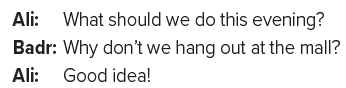 Ali: What should we do this evening?
Badr: Why don't we hang out at the mall?
Ali: Good idea!